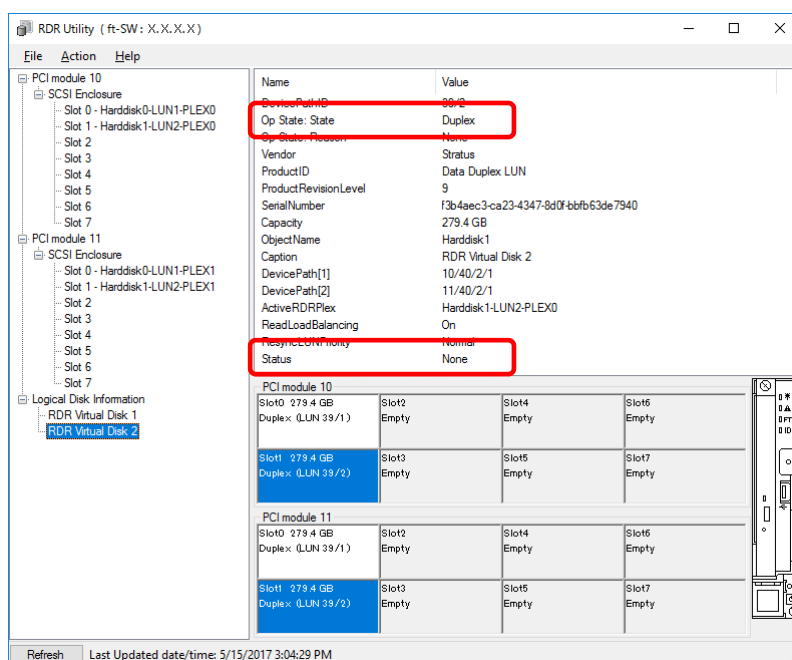 RDR Utility ( ft-SW : X.X.X.X )
File Action Help
PCI module 10
SCSI Enclosure
Slot 0 - Harddisk0-LUN1-PLEX0
Slot 1 - Harddisk1-LUN2-PLEX0
Slot 2
Slot 3
Slot 4
Slot 5
Slot 6
Slot 7
PCI module 11
SCSI Enclosure
Slot 0 - Harddisk0-LUN1-PLEX1
Slot 1 - Harddisk1-LUN2-PLEX1
Slot 2
Slot 3
Slot 4
Slot 5
Slot 6
Slot 7
Logical Disk Information
RDR Virtual Disk 1
RDR Virtual Disk 2
Name Value
DevicePathID 39/2
Op State: State Duplex
Op State: Reason None
Vendor Stratus
ProductID Data Duplex LUN
ProductRevisionLevel 9
SerialNumber f3b4aec3-ca23-4347-8d0f-bbfb63de7940
Capacity 279.4 GB
ObjectName Harddisk1
Caption RDR Virtual Disk 2
DevicePath[1] 10/40/2/1
DevicePath[2] 11/40/2/1
ActiveRDRPlex Harddisk1-LUN2-PLEX0
ReadLoadBalancing On
ResyncLUNPriority Normal
Status None
PCI module 10
Slot0 279.4 GB Slot2 Slot4 Slot6
Duplex (LUN 39/1) Empty Empty Empty
Slot1 279.4 GB Slot3 Slot5 Slot7
Duplex (LUN 39/2) Empty Empty Empty
PCI module 11
Slot0 279.4 GB Slot2 Slot4 Slot6
Duplex (LUN 39/1) Empty Empty Empty
Slot1 279.4 GB Slot3 Slot5 Slot7
Duplex (LUN 39/2) Empty Empty Empty
Refresh Last Updated date/time: 5/15/2017 3:04:29 PM